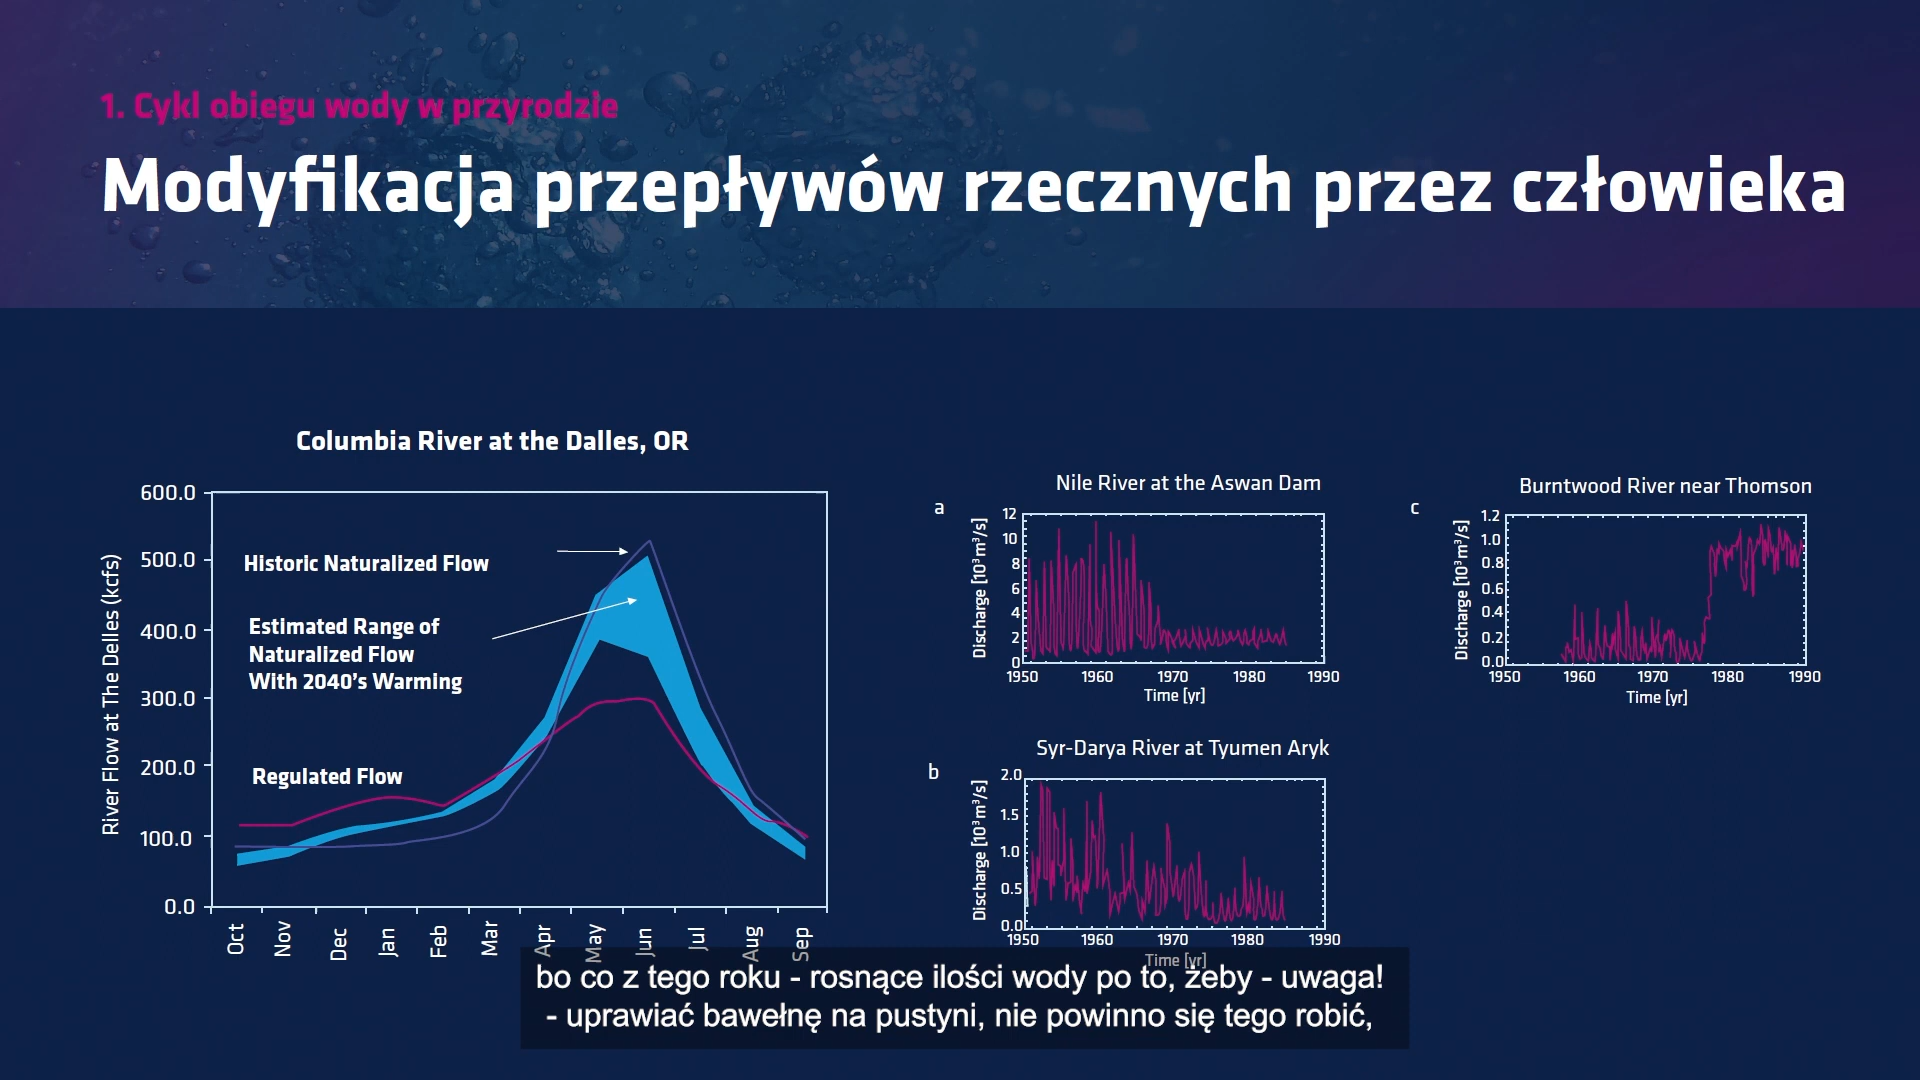 1. Cykl obiegu wody w przyrodzie
Modyfikacja przepływów rzecznych przez człowieka
Columbia River at the Dalles, OR
River Flow at The Delles (kcfs)
600.0
500.0
400.0
300.0
200.0
100.0
0.0
Historic Naturalized Flow
Estimated Range of
Naturalized Flow
With 2040's Warming
Regulated Flow
Oct Nov Dec Jan Feb Mar Apr May Jun Jul Aug Sep
a
Nile River at the Aswan Dam
Discharge [10³m³/s]
12
10
8
6
4
2
0
1950 1960 1970 1980 1990
Time [yr]
c
Burntwood River near Thomson
Discharge [10³m³/s]
1.2
1.0
0.8
0.6
0.4
0.2
0.0
1950 1960 1970 1980 1990
Time [yr]
b
Syr-Darya River at Tyumen Aryk
Discharge [10³m³/s]
2.0
1.5
1.0
0.5
0.0
1950 1960 1970 1980 1990
Time [yr]
bo co z tego roku - rosnące ilości wody po to, żeby - uwaga!
- uprawiać bawełnę na pustyni, nie powinno się tego robić,